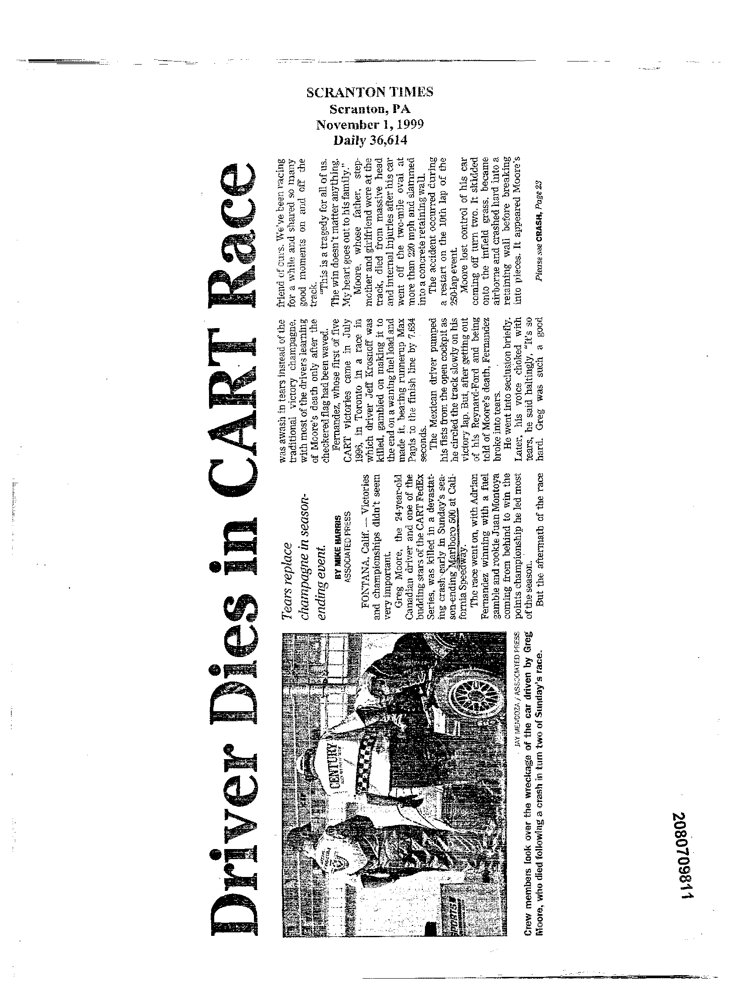 SCRANTON TIMES
Scranton, PA
November 1, 1999
Daily 36,614
Driver Dies in CART Race
Tears replace
champagne in season-
ending event.
BY MIKE HARRIS
ASSOCIATED PRESS
FONTANA, Calif. — Victories
and championships didn't seem
very important.
Greg Moore, the 24-year-old
Canadian driver and one of the
budding stars of the CART FedEx
Series, was killed in a devastat-
ing crash early in Sunday's sea-
son-ending Marlboro 500 at Cali-
fornia Speedway.
The race went on, with Adrian
Fernandez winning with a fuel
gamble and rookie Juan Montoya
coming from behind to win the
points championship he led most
of the season.
But the aftermath of the race
was awash in tears instead of the
traditional victory champagne,
with most of the drivers learning
of Moore's death only after the
checkered flag had been waved.
Fernandez, whose first of five
CART victories came in July
1996, in Toronto in a race in
which driver Jeff Krosnoff was
killed, gambled on making it to
the end on a waning fuel load and
made it, beating runnerup Max
Papis to the finish line by 7.634
seconds.
The Mexican driver pumped
his fists from the open cockpit as
he circled the track slowly on his
victory lap. But, after getting out
of his Reynard-Ford and being
told of Moore's death, Fernandez
broke into tears.
He went into seclusion briefly.
Later, his voice choked with
tears, he said haltingly, "It's so
hard. Greg was such a good
friend of ours. We've been racing
for a while and shared so many
good moments on and off the
track.
"This is a tragedy for all of us.
The win doesn't matter anything.
My heart goes out to his family."
Moore, whose father, step-
mother and girlfriend were at the
track, died from massive head
and internal injuries after his car
went off the two-mile oval at
more than 220 mph and slammed
into a concrete retaining wall.
The accident occurred during
a restart on the 10th lap of the
250-lap event.
Moore lost control of his car
coming off turn two. It skidded
onto the infield grass, became
airborne and crashed hard into a
retaining wall before breaking
into pieces. It appeared Moore's
Please see CRASH, Page 23
CENTURY
SPORTS
JAY MENDOZA / ASSOCIATED PRESS
Crew members look over the wreckage of the car driven by Greg
Moore, who died following a crash in turn two of Sunday's race.
2080709811